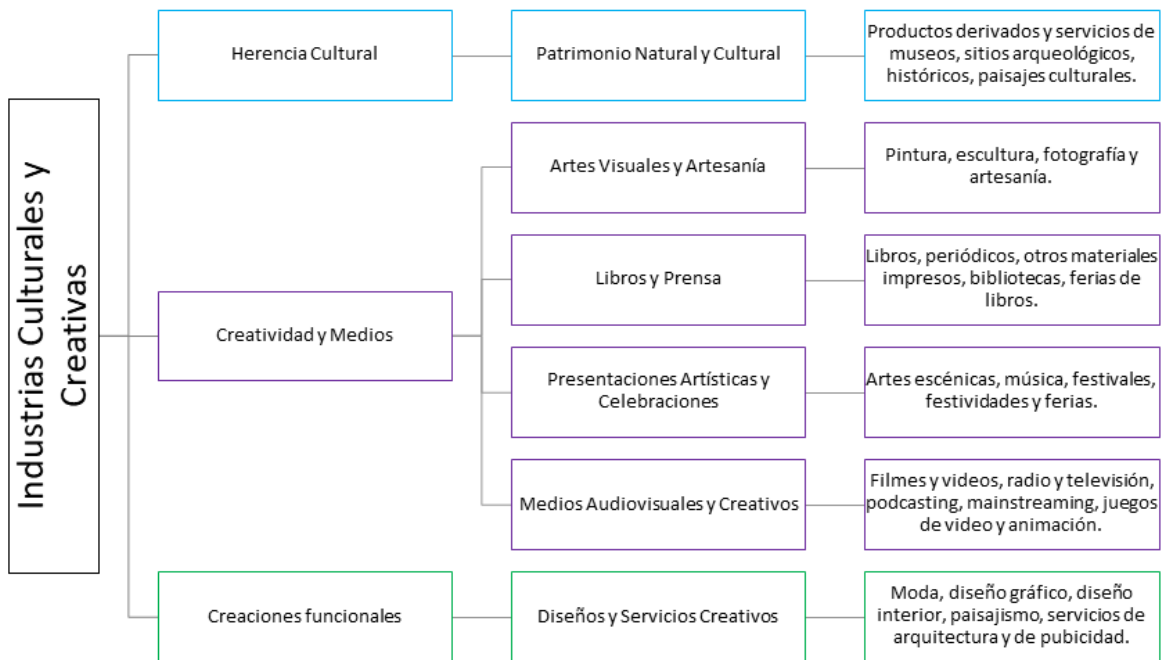 Industrias Culturales y
Creativas
Herencia Cultural
Patrimonio Natural y Cultural
Productos derivados y servicios de
museos, sitios arqueológicos,
históricos, paisajes culturales.
Creatividad y Medios
Artes Visuales y Artesanía
Pintura, escultura, fotografía y
artesanía.
Libros y Prensa
Libros, periódicos, otros materiales
impresos, bibliotecas, ferias de
libros.
Presentaciones Artísticas y
Celebraciones
Artes escénicas, música, festivales,
festividades y ferias.
Medios Audiovisuales y Creativos
Filmes y videos, radio y televisión,
podcasting, mainstreaming, juegos
de video y animación.
Creaciones funcionales
Diseños y Servicios Creativos
Moda, diseño gráfico, diseño
interior, paisajismo, servicios de
arquitectura y de pubicidad.